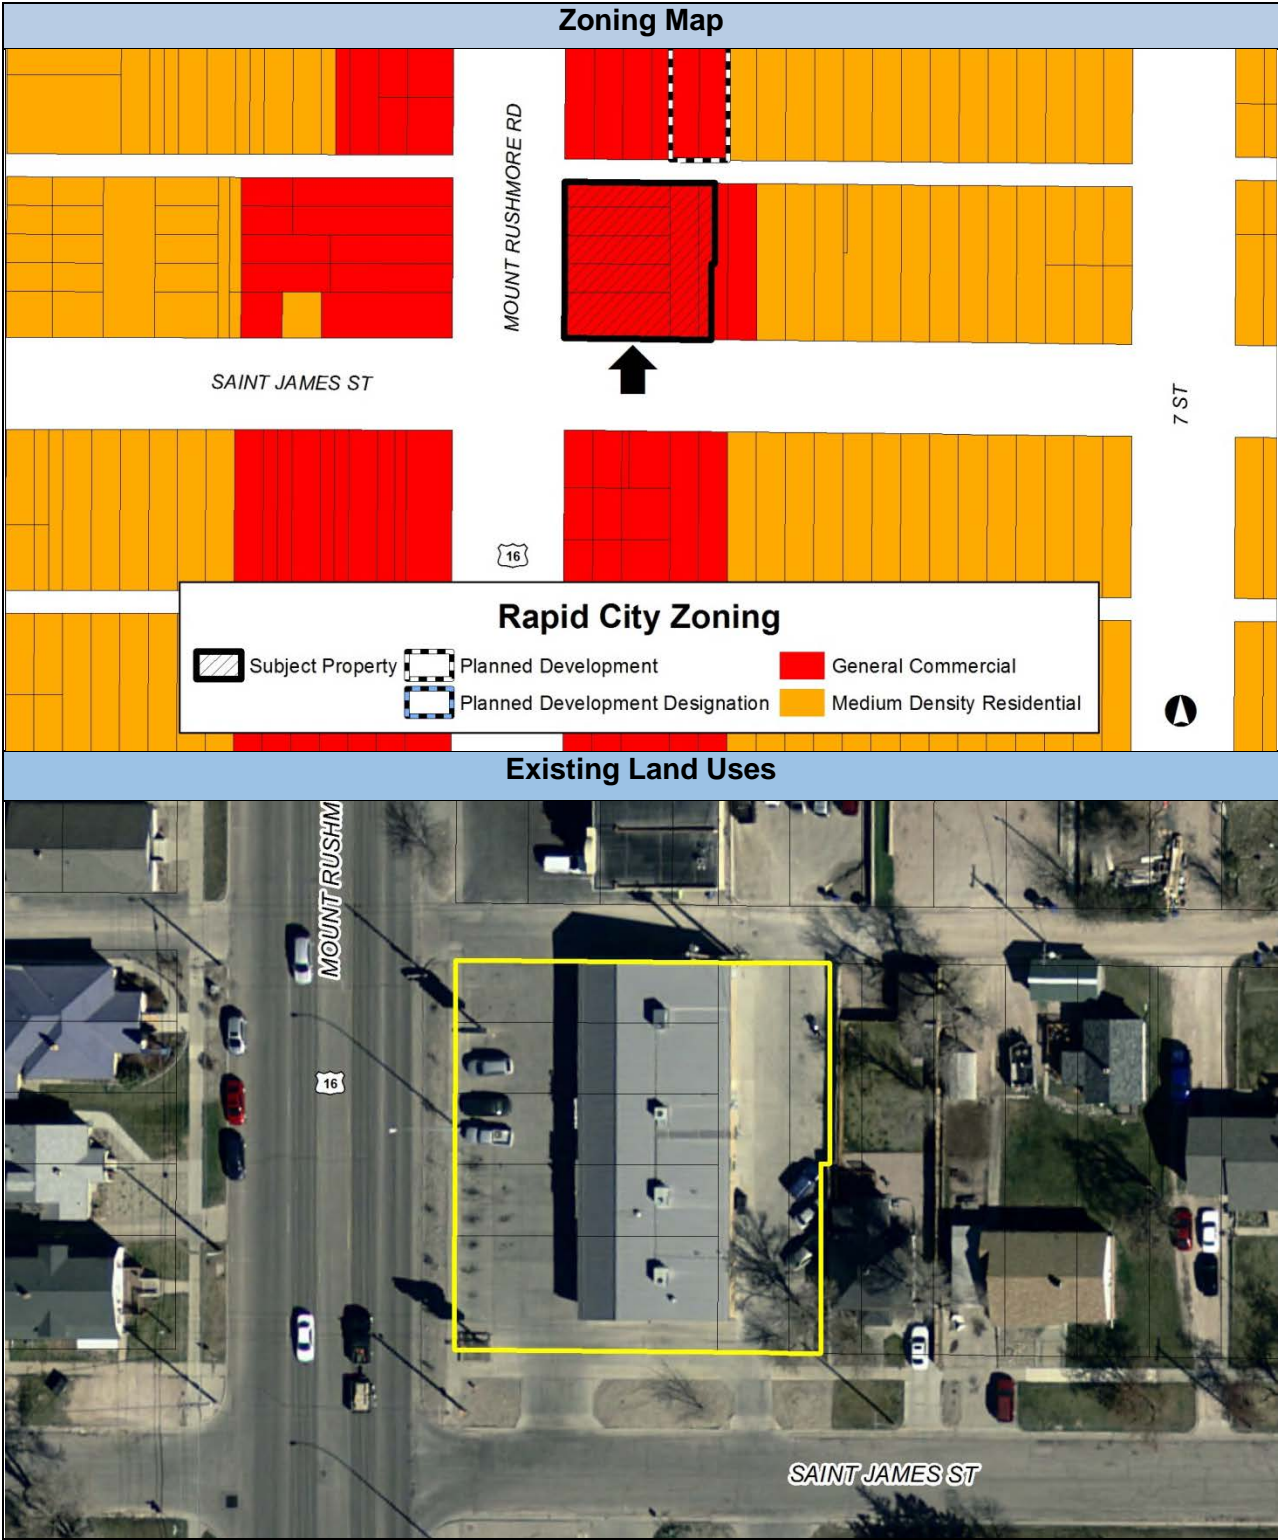 Zoning Map
MOUNT RUSHMORE RD
SAINT JAMES ST
7 ST
16
Rapid City Zoning
Subject Property
Planned Development
General Commercial
Planned Development Designation
Medium Density Residential
Existing Land Uses
MOUNT RUSHM
16
SAINT JAMES ST